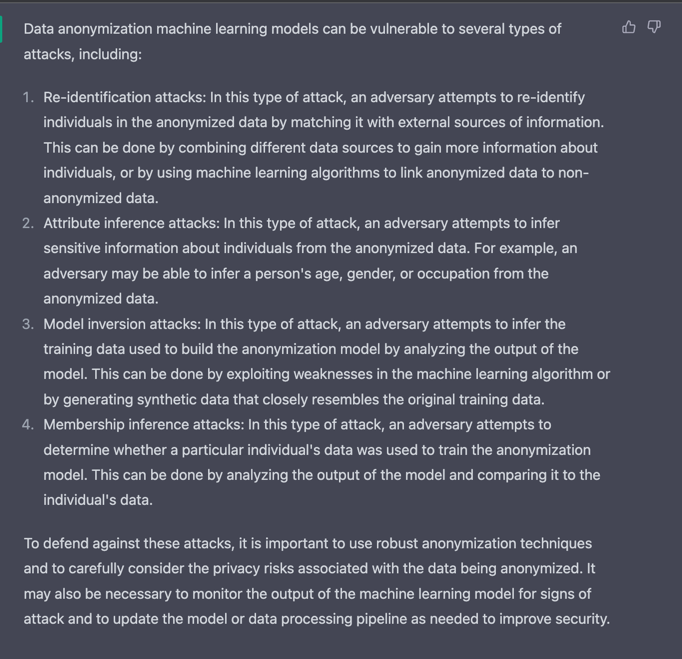 Data anonymization machine learning models can be vulnerable to several types of
attacks, including:
1. Re-identification attacks: In this type of attack, an adversary attempts to re-identify
individuals in the anonymized data by matching it with external sources of information.
This can be done by combining different data sources to gain more information about
individuals, or by using machine learning algorithms to link anonymized data to non-
anonymized data.
2. Attribute inference attacks: In this type of attack, an adversary attempts to infer
sensitive information about individuals from the anonymized data. For example, an
adversary may be able to infer a person's age, gender, or occupation from the
anonymized data.
3. Model inversion attacks: In this type of attack, an adversary attempts to infer the
training data used to build the anonymization model by analyzing the output of the
model. This can be done by exploiting weaknesses in the machine learning algorithm or
by generating synthetic data that closely resembles the original training data.
4. Membership inference attacks: In this type of attack, an adversary attempts to
determine whether a particular individual's data was used to train the anonymization
model. This can be done by analyzing the output of the model and comparing it to the
individual's data.
To defend against these attacks, it is important to use robust anonymization techniques
and to carefully consider the privacy risks associated with the data being anonymized. It
may also be necessary to monitor the output of the machine learning model for signs of
attack and to update the model or data processing pipeline as needed to improve security.